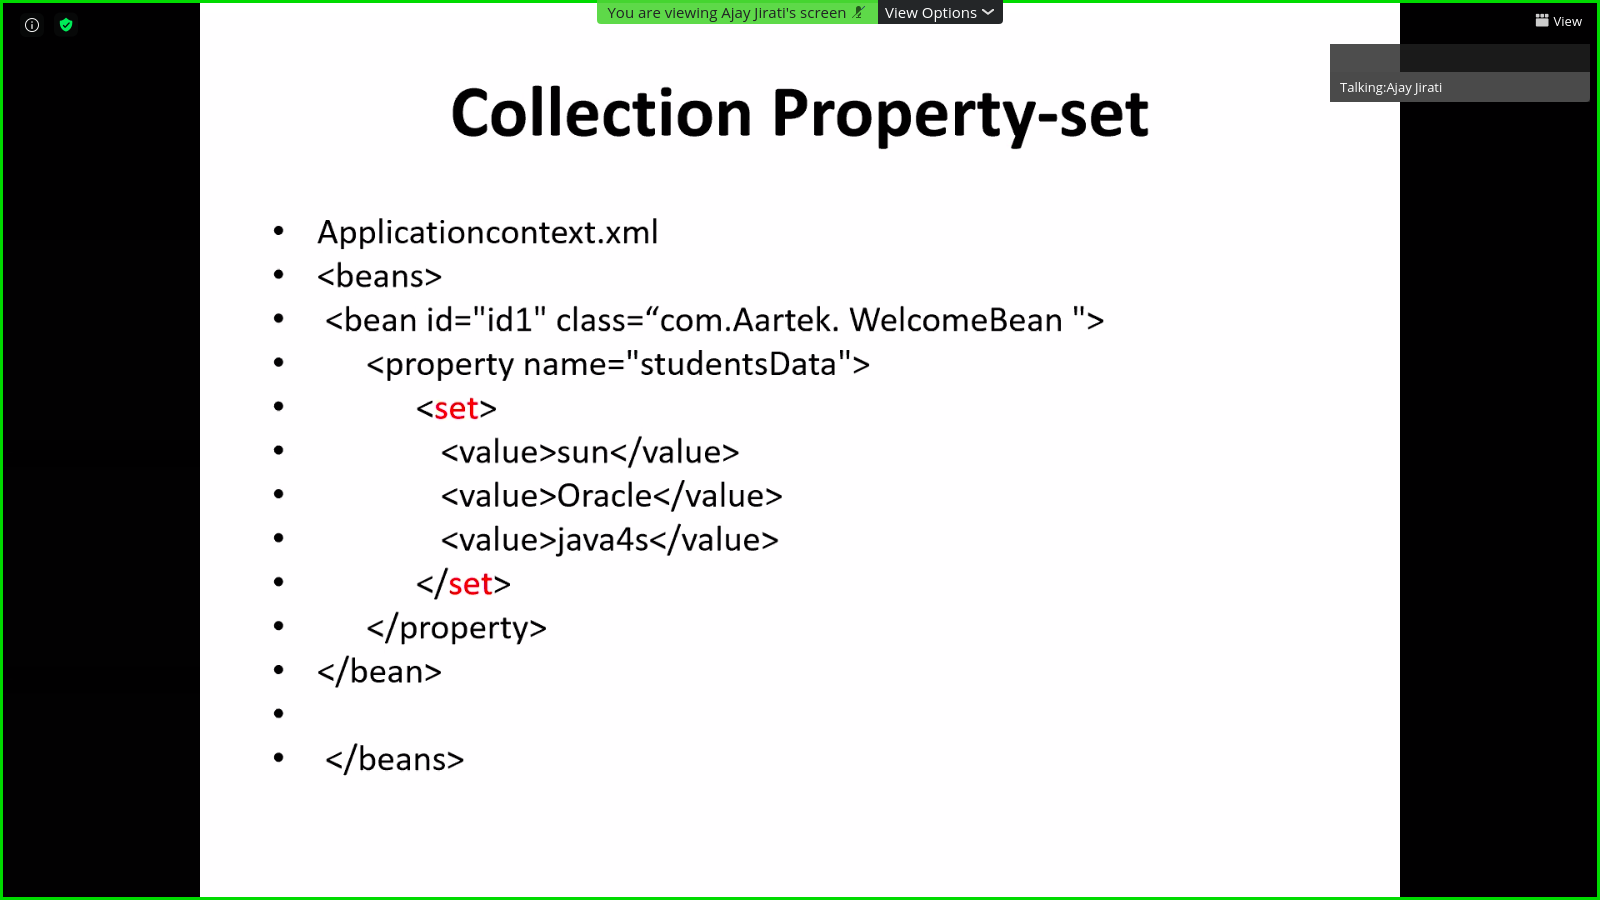 You are viewing Ajay Jirati's screen View Options
View
Talking:Ajay Jirati
Collection Property-set
• Applicationcontext.xml
• <beans>
• <bean id="id1" class=“com.Aartek. WelcomeBean ">
• <property name="studentsData">
• <set>
• <value>sun</value>
• <value>Oracle</value>
• <value>java4s</value>
• </set>
• </property>
• </bean>
•
• </beans>